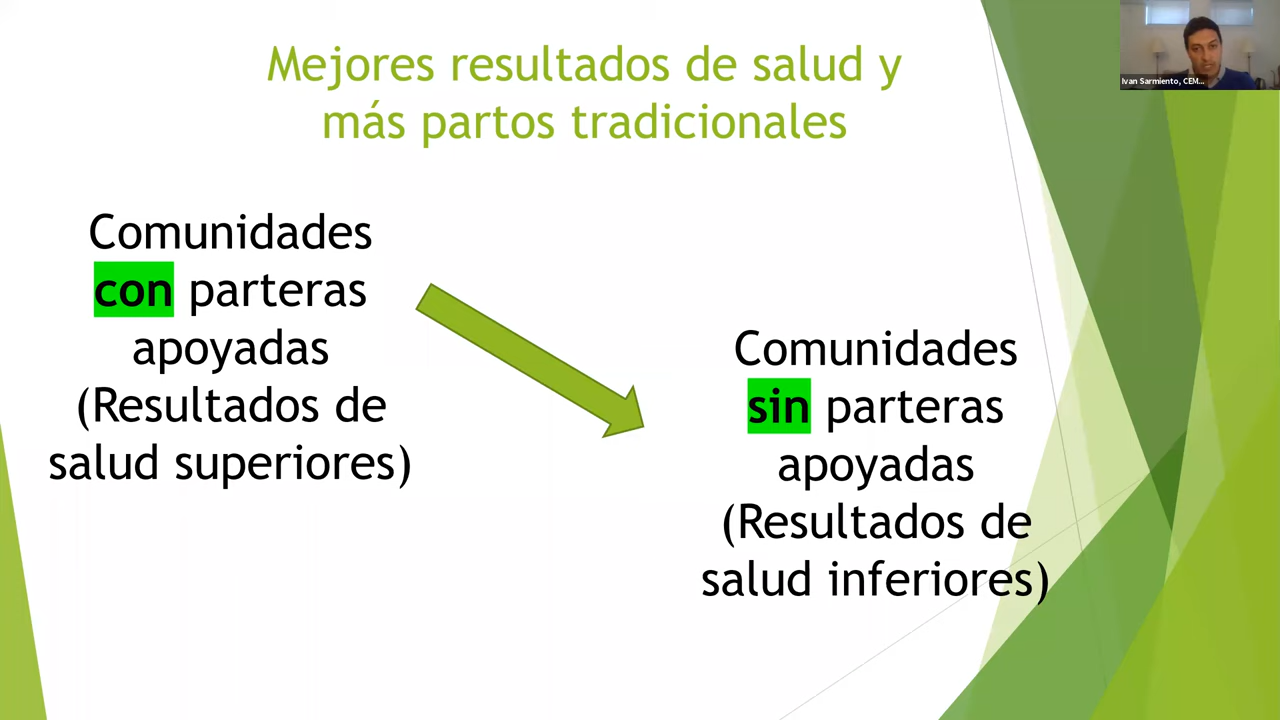 Mejores resultados de salud y
más partos tradicionales
Comunidades
con parteras
apoyadas
(Resultados de
salud superiores)
Comunidades
sin parteras
apoyadas
(Resultados de
salud inferiores)
Ivan Sarmiento, CEM...